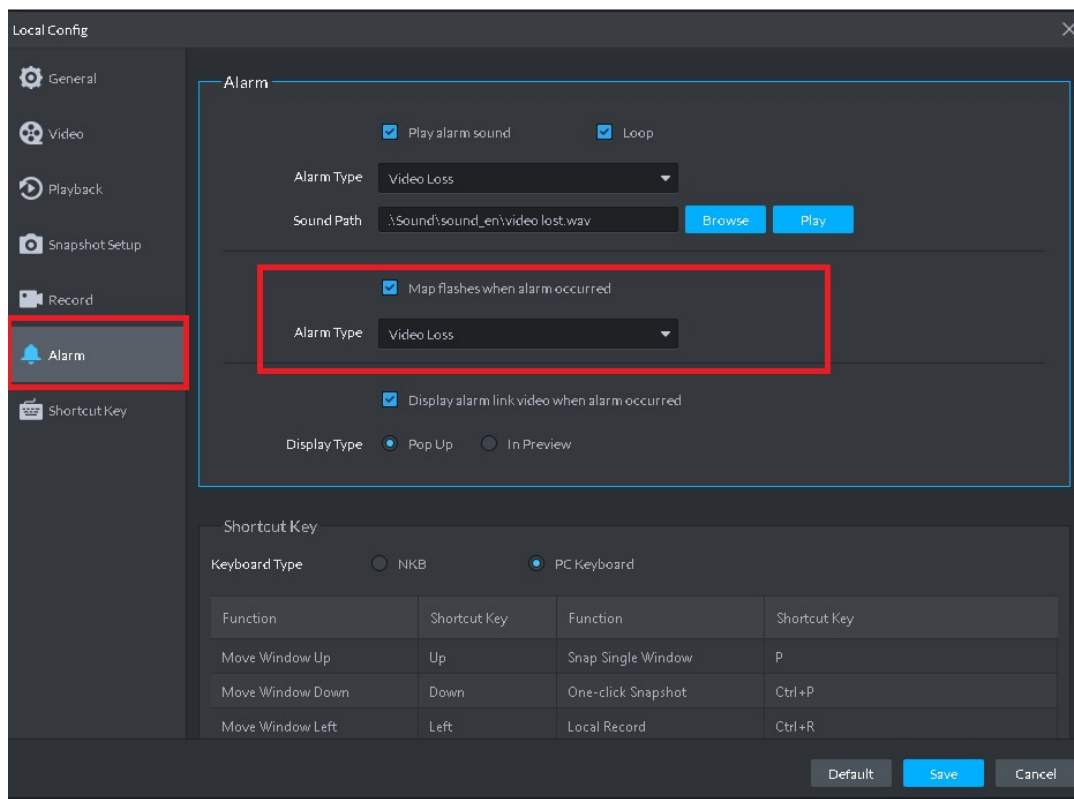 Local Config
General
Video
Playback
Snapshot Setup
Record
Alarm
Shortcut Key
Alarm
Play alarm sound Loop
Alarm Type Video Loss
Sound Path .\Sound\sound_en\video lost.wav Browse Play
Map flashes when alarm occurred
Alarm Type Video Loss
Display alarm link video when alarm occurred
Display Type Pop Up In Preview
Shortcut Key
Keyboard Type NKB PC Keyboard
Function Shortcut Key Function Shortcut Key
Move Window Up Up Snap Single Window P
Move Window Down Down One-click Snapshot Ctrl+P
Move Window Left Left Local Record Ctrl+R
Default Save Cancel